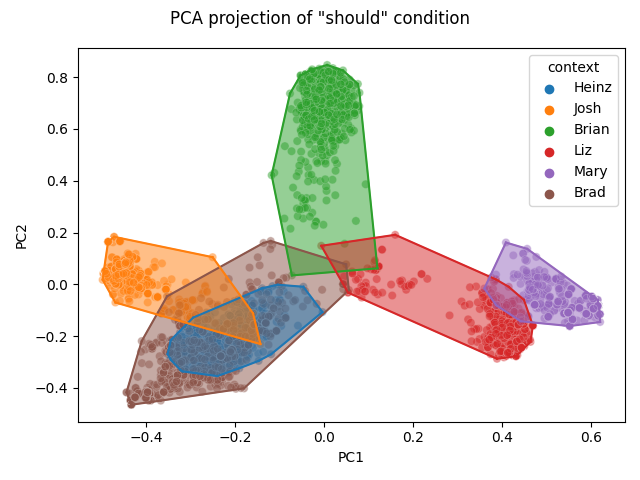 PCA projection of "should" condition
context
Heinz
Josh
Brian
Liz
Mary
Brad
PC2
0.8
0.6
0.4
0.2
0.0
−0.2
−0.4
−0.4
−0.2
0.0
0.2
0.4
0.6
PC1